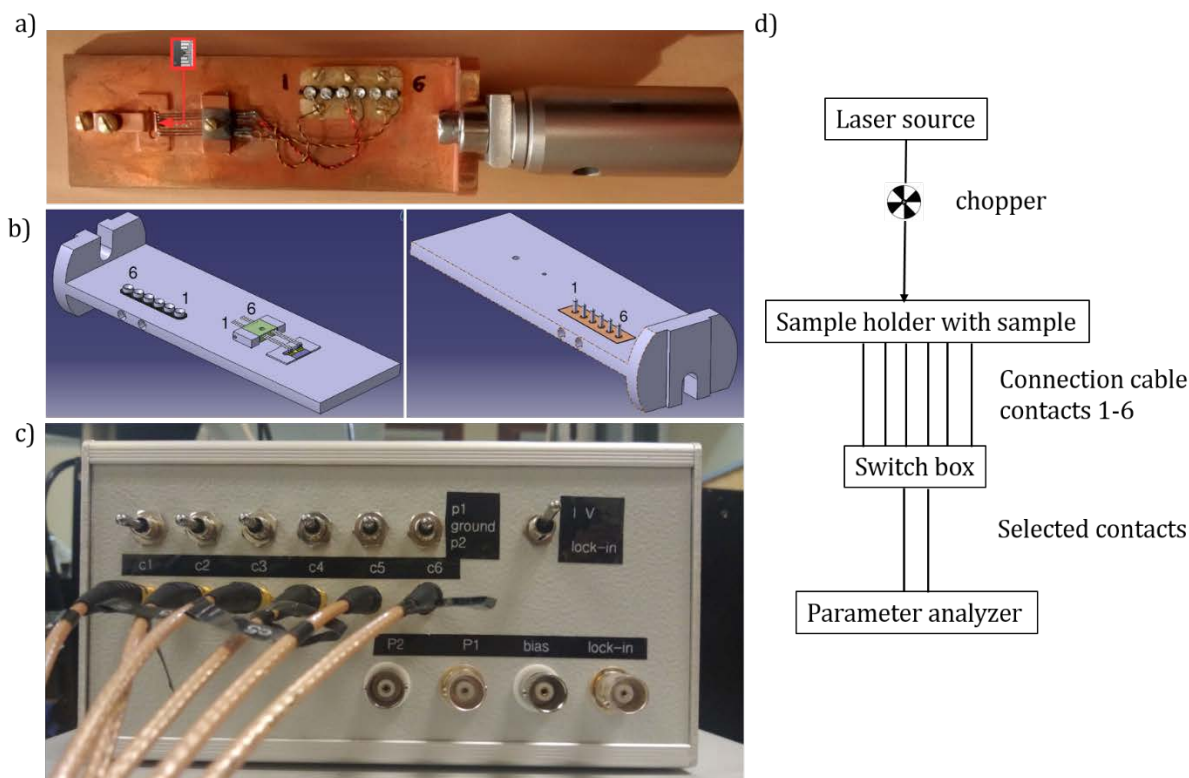 a)
1
6
b)
6
1
6
1
1
6
c)
p1
ground
p2
I V
lock-in
c1 c2 c3 c4 c5 c6
P2 P1 bias lock-in
d)
Laser source
chopper
Sample holder with sample
Connection cable
contacts 1-6
Switch box
Selected contacts
Parameter analyzer